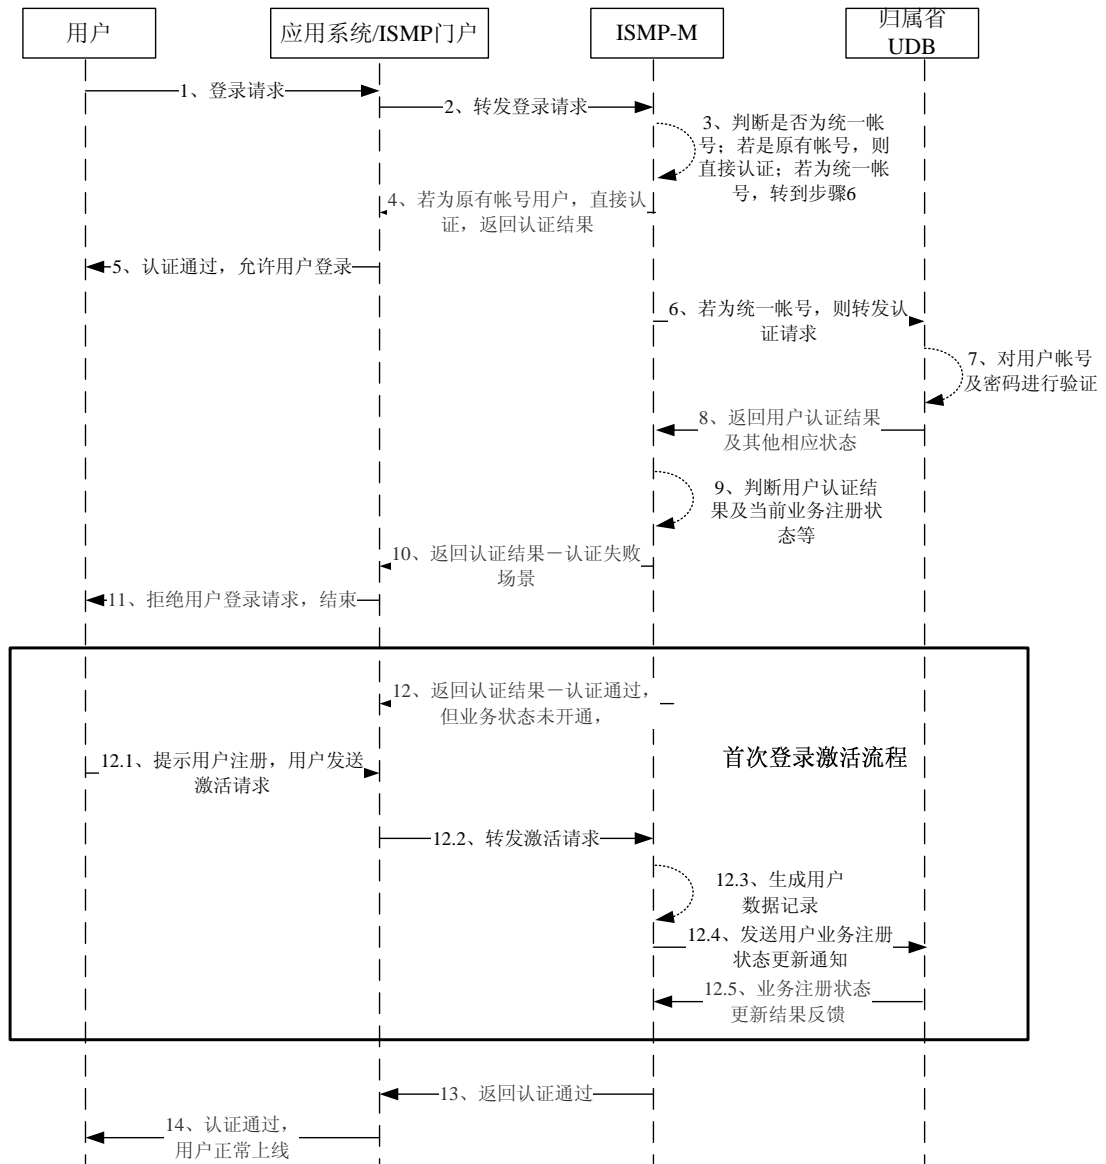 用户
应用系统/ISMP门户
ISMP-M
归属省
UDB
1、登录请求
2、转发登录请求
3、判断是否为统一帐
号；若是原有帐号，则
直接认证；若为统一帐
号，转到步骤6
4、若为原有帐号用户，直接认
证，返回认证结果
5、认证通过，允许用户登录
6、若为统一帐号，则转发认
证请求
7、对用户帐号
及密码进行验证
8、返回用户认证结果
及其他相应状态
9、判断用户认证结
果及当前业务注册状
态等
10、返回认证结果－认证失败
场景
11、拒绝用户登录请求，结束
12、返回认证结果－认证通过，
但业务状态未开通，
首次登录激活流程
12.1、提示用户注册，用户发送
激活请求
12.2、转发激活请求
12.3、生成用户
数据记录
12.4、发送用户业务注册
状态更新通知
12.5、业务注册状态
更新结果反馈
13、返回认证通过
14、认证通过，
用户正常上线